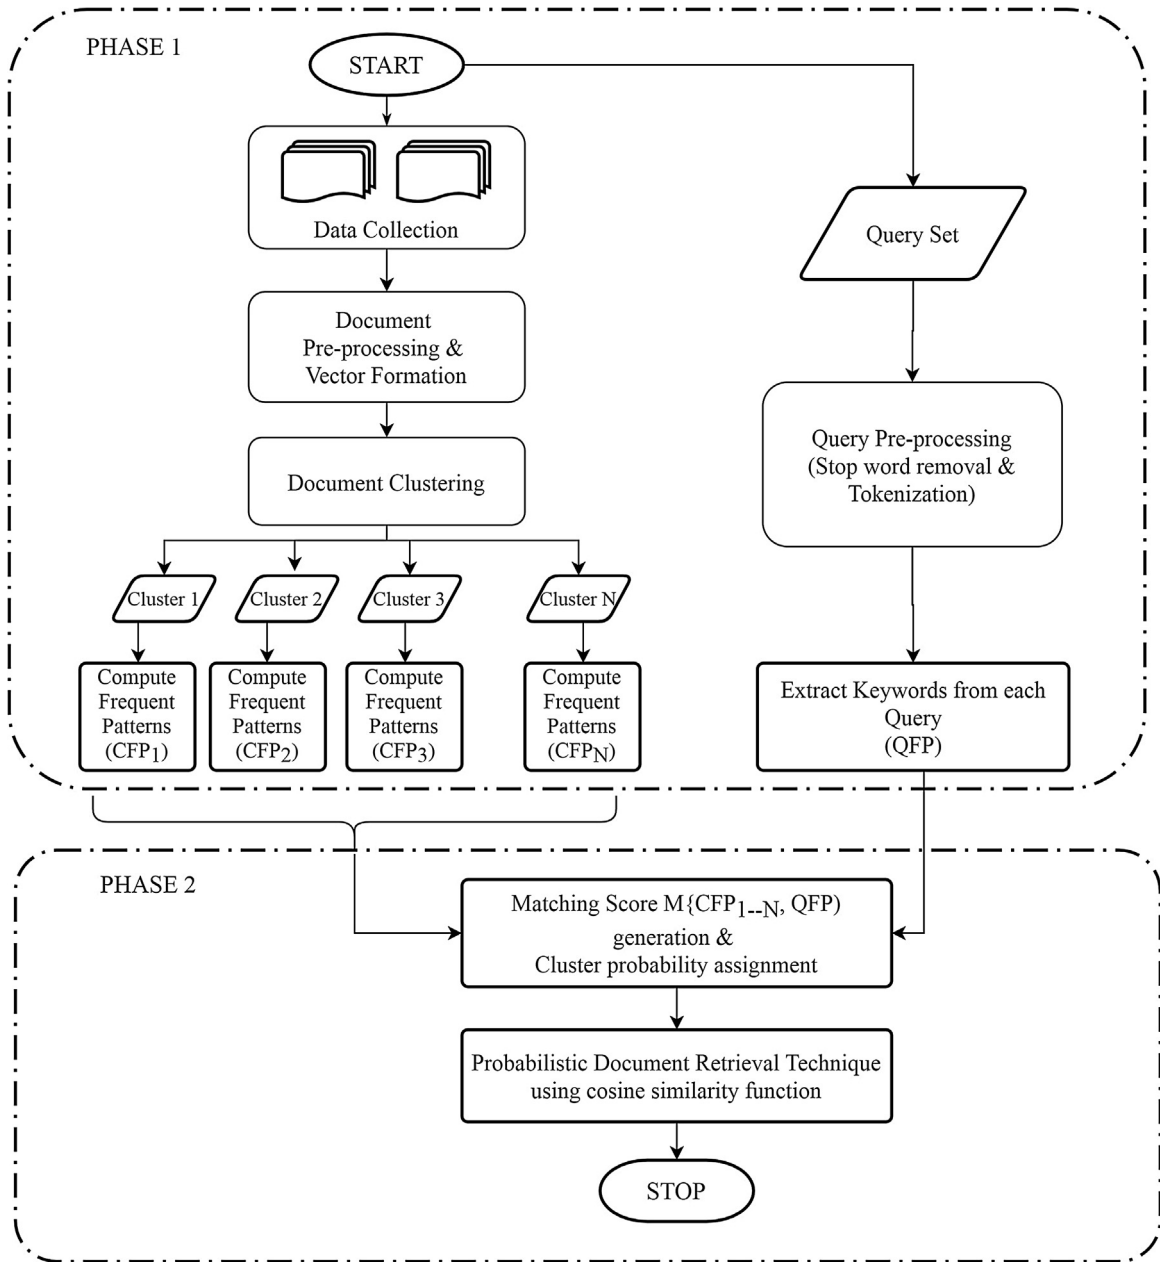 PHASE 1
START
Data Collection
Query Set
Document
Pre-processing &
Vector Formation
Query Pre-processing
(Stop word removal &
Tokenization)
Document Clustering
Cluster 1
Cluster 2
Cluster 3
Cluster N
Compute
Frequent
Patterns
(CFP1)
Compute
Frequent
Patterns
(CFP2)
Compute
Frequent
Patterns
(CFP3)
Compute
Frequent
Patterns
(CFPN)
Extract Keywords from each
Query
(QFP)
PHASE 2
Matching Score M{CFP1--N, QFP)
generation &
Cluster probability assignment
Probabilistic Document Retrieval Technique
using cosine similarity function
STOP